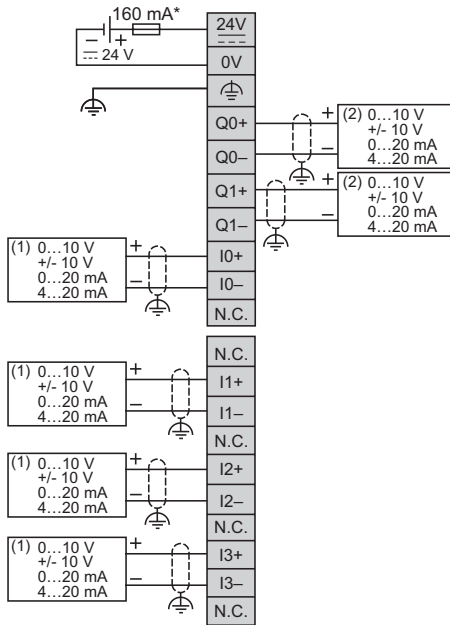 160 mA*
– +
24 V
24V
0V
Q0+
Q0–
Q1+
Q1–
I0+
I0–
N.C.
+ (2) 0...10 V
+/- 10 V
– 0...20 mA
4...20 mA
+ (2) 0...10 V
+/- 10 V
– 0...20 mA
4...20 mA
(1) 0...10 V +
+/- 10 V
0...20 mA –
4...20 mA
N.C.
I1+
I1–
N.C.
I2+
I2–
N.C.
I3+
I3–
N.C.
(1) 0...10 V +
+/- 10 V
0...20 mA –
4...20 mA
(1) 0...10 V +
+/- 10 V
0...20 mA –
4...20 mA
(1) 0...10 V +
+/- 10 V
0...20 mA –
4...20 mA